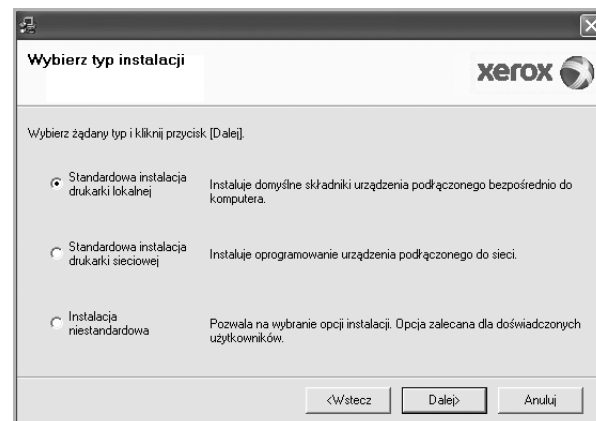 Wybierz typ instalacji
xerox
Wybierz żądany typ i kliknij przycisk [Dalej].
Standardowa instalacja
drukarki lokalnej
Instaluje domyślne składniki urządzenia podłączonego bezpośrednio do
komputera.
Standardowa instalacja
drukarki sieciowej
Instaluje oprogramowanie urządzenia podłączonego do sieci.
Instalacja
niestandardowa
Pozwala na wybranie opcji instalacji. Opcja zalecana dla doświadczonych
użytkowników.
<Wstecz
Dalej>
Anuluj